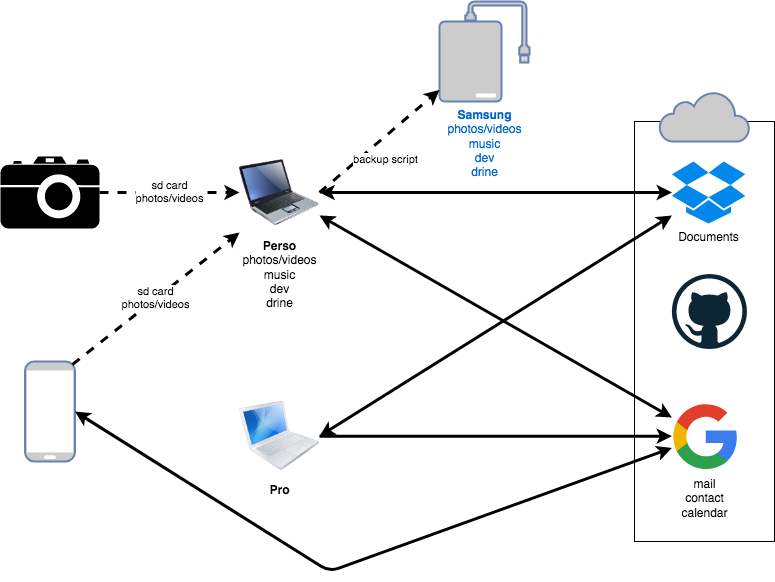 Samsung
photos/videos
music
dev
drine
backup script
sd card
photos/videos
Perso
photos/videos
music
dev
drine
Documents
sd card
photos/videos
Pro
mail
contact
calendar